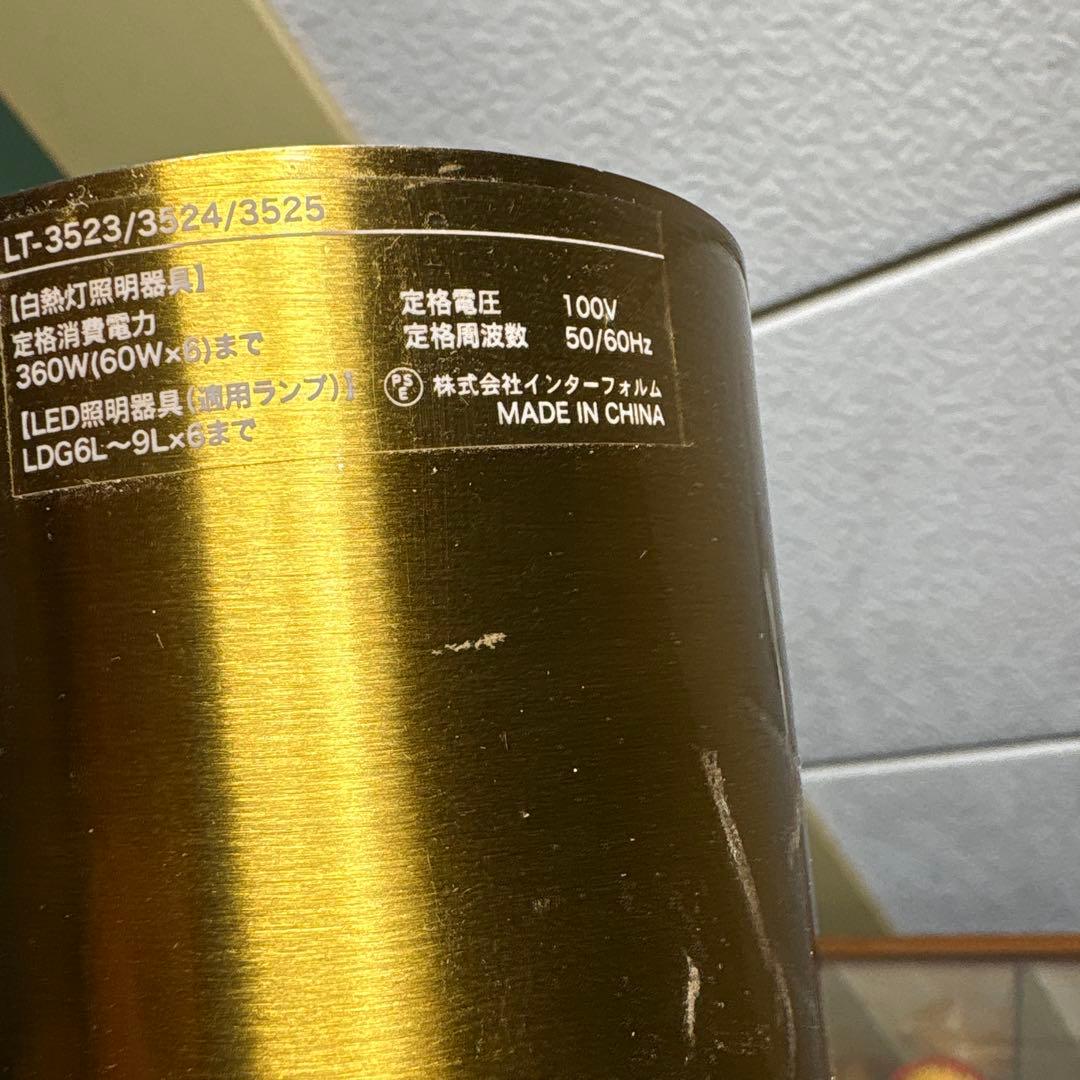 LT-3523/3524/3525
【白熱灯照明器具】
定格消費電力
360W(60W×6)まで
【LED照明器具(適用ランプ)】
LDG6L〜9L×6まで
定格電圧 100V
定格周波数 50/60Hz
PSE 株式会社インターフォルム
MADE IN CHINA